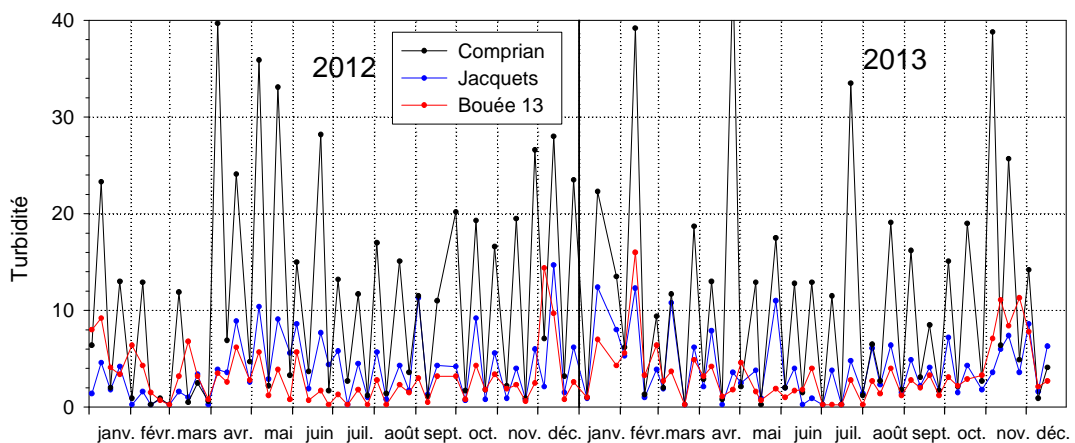 40
30
20
10
0
Turbidité
2012
2013
Comprian
Jacquets
Bouée 13
janv. févr. mars avr. mai juin juil. août sept. oct. nov. déc. janv. févr. mars avr. mai juin juil. août sept. oct. nov. déc.